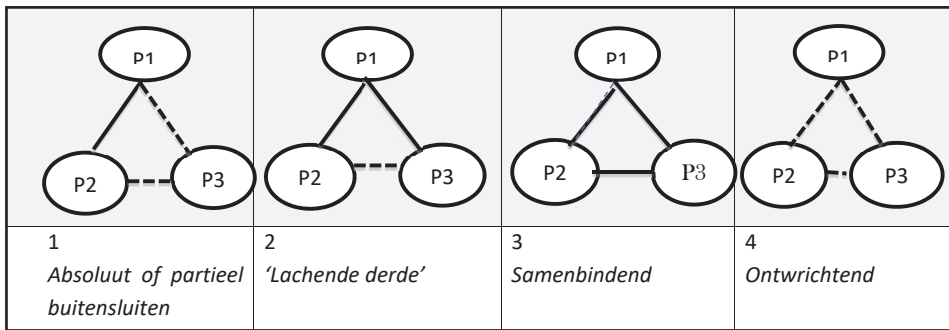 P1 P1 P1 P1
P2 P3 P2 P3 P2 P3 P2 P3
1
Absoluut of partieel
buitensluiten
2
‘Lachende derde’
3
Samenbindend
4
Ontwrichtend